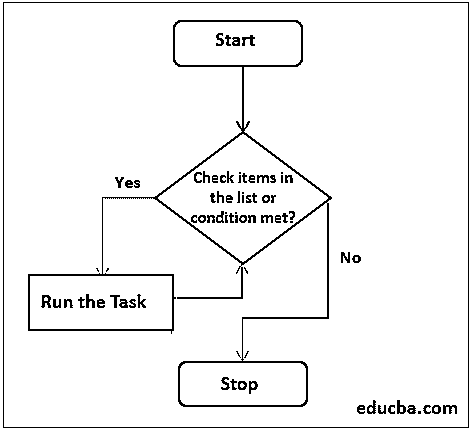 Start
Check items in
the list or
condition met?
Yes
No
Run the Task
Stop
educba.com